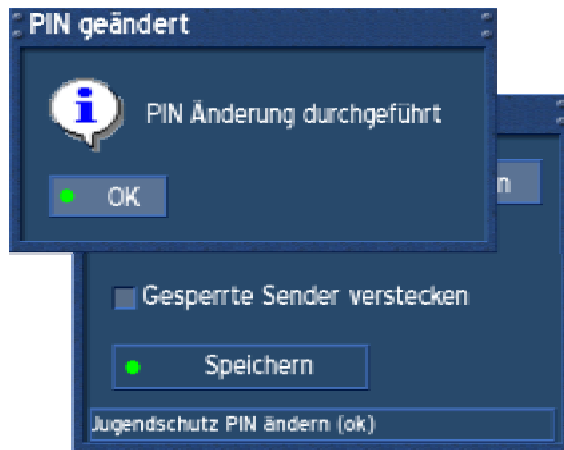 PIN geändert
PIN Änderung durchgeführt
OK
n
Gesperrte Sender verstecken
Speichern
Jugendschutz PIN ändern (ok)